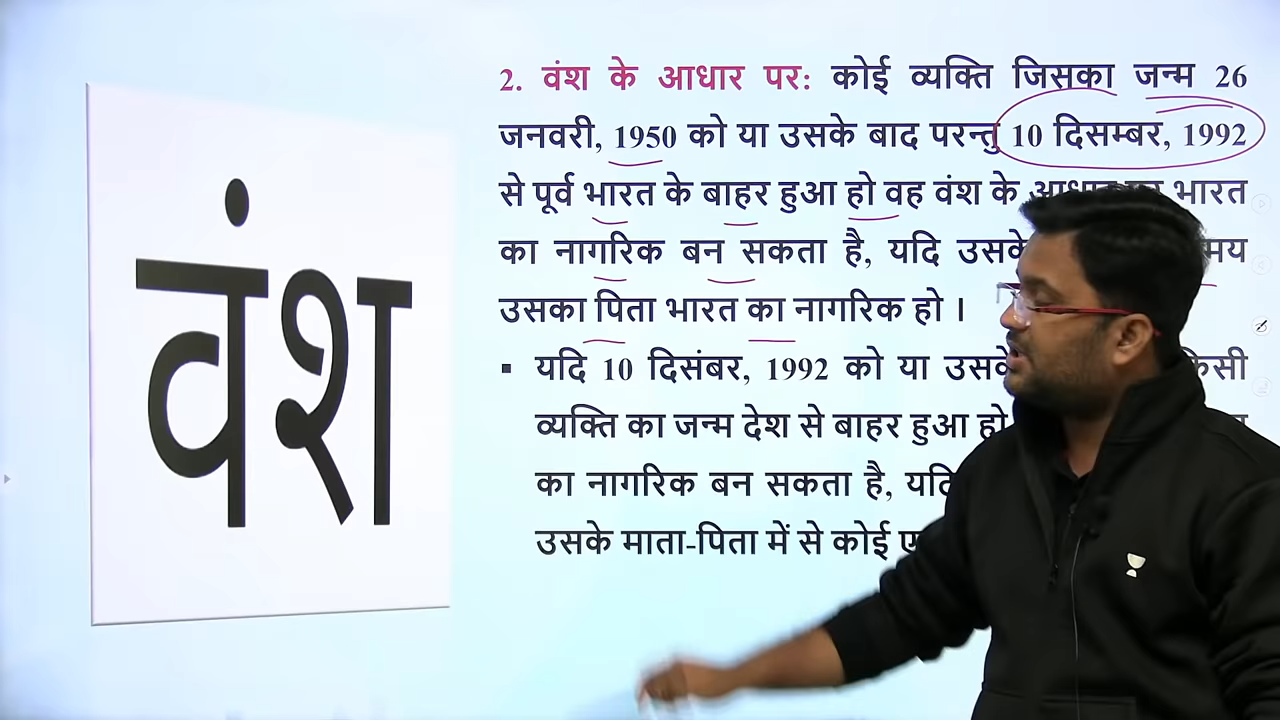 वंश
2. वंश के आधार पर: कोई व्यक्ति जिसका जन्म 26
जनवरी, 1950 को या उसके बाद परन्तु 10 दिसम्बर, 1992
से पूर्व भारत के बाहर हुआ हो वह वंश के भारत
का नागरिक बन सकता है, यदि उसके
उसका पिता भारत का नागरिक हो ।
▪ यदि 10 दिसंबर, 1992 को या
व्यक्ति का जन्म देश से बाहर हुआ हो
का नागरिक बन सकता है, यदि
उसके माता-पिता में से कोई